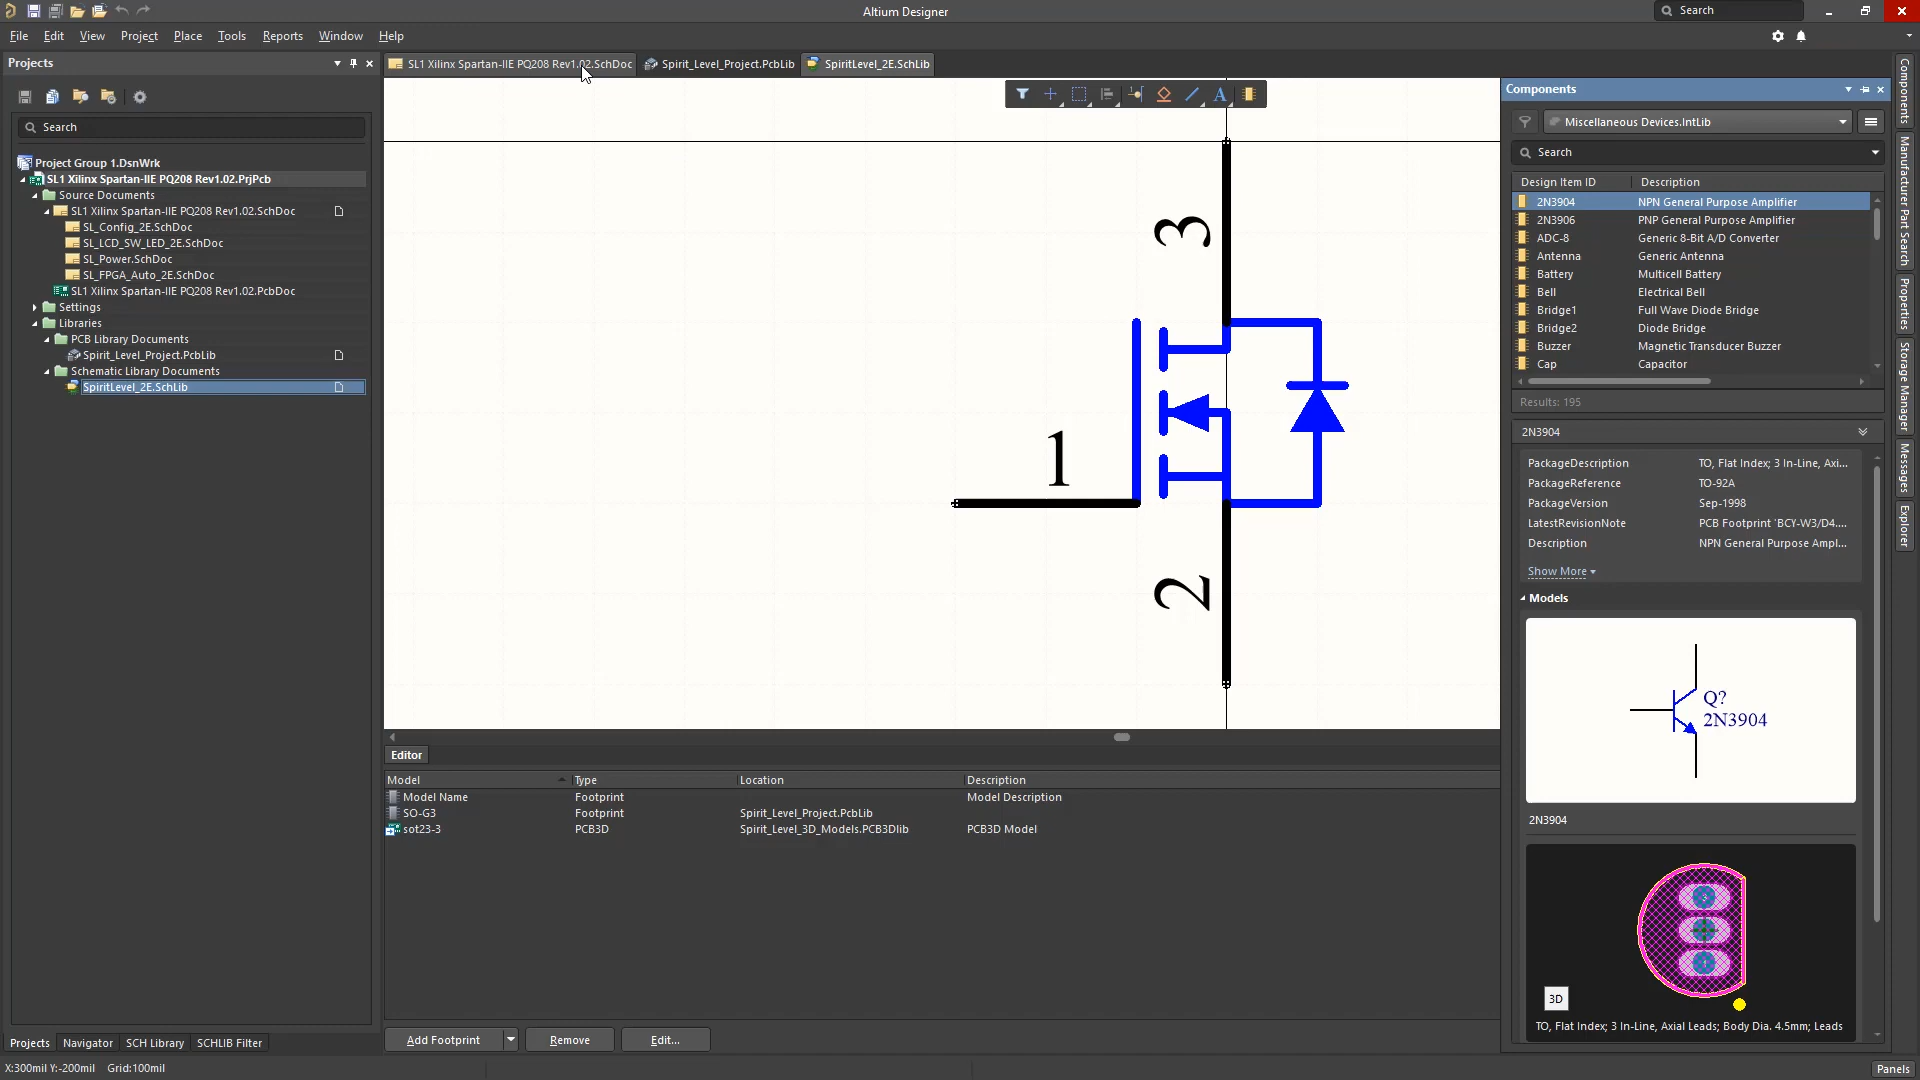 Altium Designer
Search
File Edit View Project Place Tools Reports Window Help
Projects
Search
Project Group 1.DsnWrk
SL1 Xilinx Spartan-IIE PQ208 Rev1.02.PrjPcb
Source Documents
SL1 Xilinx Spartan-IIE PQ208 Rev1.02.SchDoc
SL_Config_2E.SchDoc
SL_LCD_SW_LED_2E.SchDoc
SL_Power.SchDoc
SL_FPGA_Auto_2E.SchDoc
SL1 Xilinx Spartan-IIE PQ208 Rev1.02.PcbDoc
Settings
Libraries
PCB Library Documents
Spirit_Level_Project.PcbLib
Schematic Library Documents
SpiritLevel_2E.SchLib
Projects Navigator SCH Library SCHLIB Filter
SL1 Xilinx Spartan-IIE PQ208 Rev1.02.SchDoc Spirit_Level_Project.PcbLib SpiritLevel_2E.SchLib
A
3
1
2
Editor
Model Type Location Description
Model Name Footprint Model Description
SO-G3 Footprint Spirit_Level_Project.PcbLib
sot23-3 PCB3D Spirit_Level_3D_Models.PCB3Dlib PCB3D Model
Add Footprint Remove Edit...
Components
Miscellaneous Devices.IntLib
Search
Design Item ID Description
2N3904 NPN General Purpose Amplifier
2N3906 PNP General Purpose Amplifier
ADC-8 Generic 8-Bit A/D Converter
Antenna Generic Antenna
Battery Multicell Battery
Bell Electrical Bell
Bridge1 Full Wave Diode Bridge
Bridge2 Diode Bridge
Buzzer Magnetic Transducer Buzzer
Cap Capacitor
Results: 195
2N3904
PackageDescription TO, Flat Index; 3 In-Line, Axi...
PackageReference TO-92A
PackageVersion Sep-1998
LatestRevisionNote PCB Footprint 'BCY-W3/D4....
Description NPN General Purpose Ampl...
Show More
Models
Q?
2N3904
2N3904
3D
TO, Flat Index; 3 In-Line, Axial Leads; Body Dia. 4.5mm; Leads
Components
Manufacturer Part Search
Properties
Storage Manager
Messages
Explorer
X:300mil Y:-200mil Grid:100mil
Panels